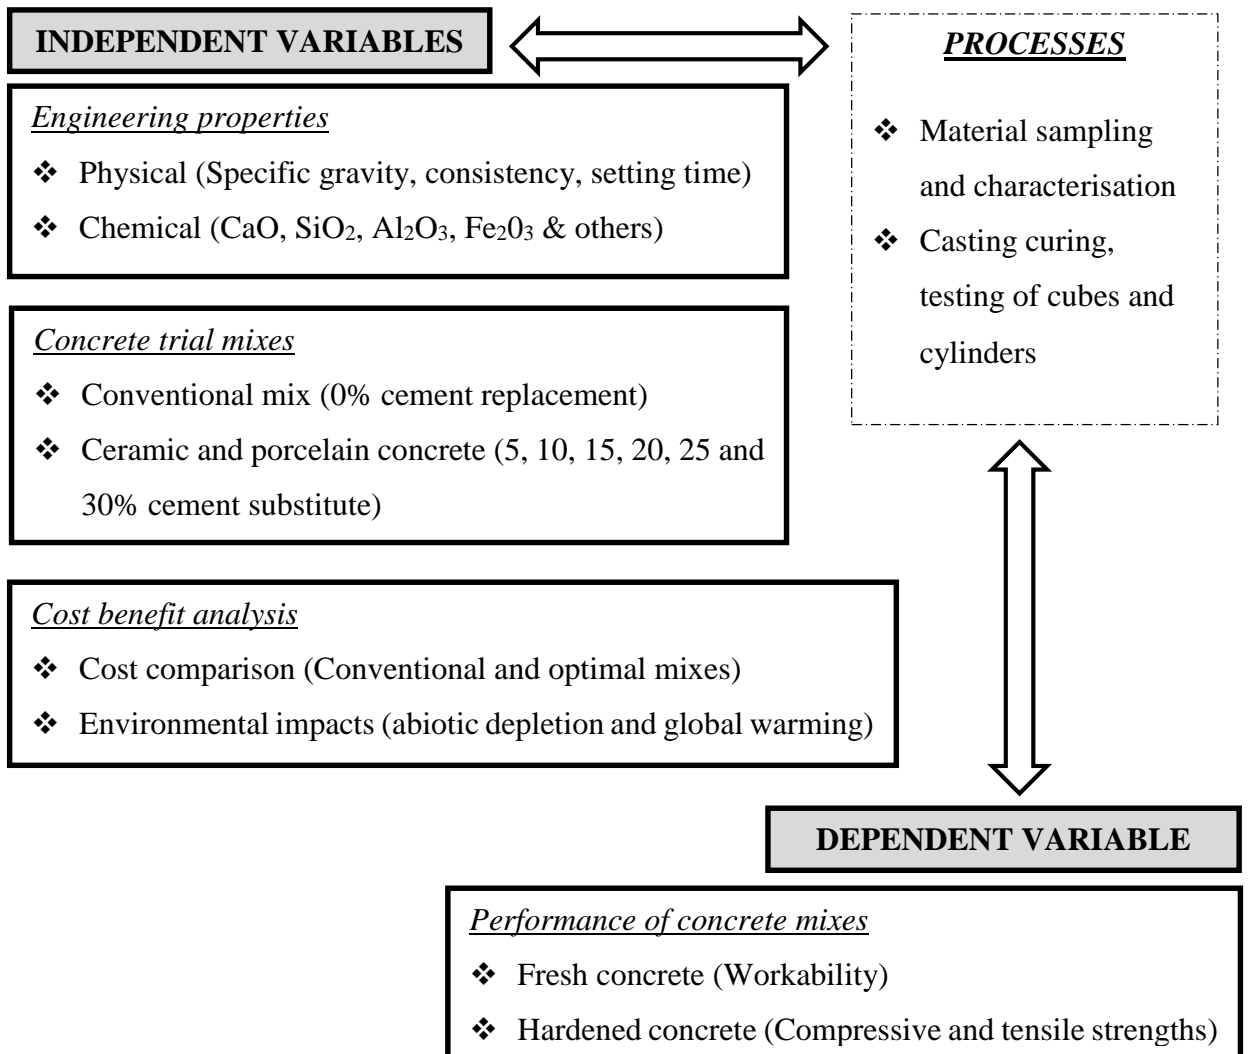 INDEPENDENT VARIABLES
Engineering properties
❖ Physical (Specific gravity, consistency, setting time)
❖ Chemical (CaO, SiO₂, Al₂O₃, Fe₂0₃ & others)
Concrete trial mixes
❖ Conventional mix (0% cement replacement)
❖ Ceramic and porcelain concrete (5, 10, 15, 20, 25 and
30% cement substitute)
Cost benefit analysis
❖ Cost comparison (Conventional and optimal mixes)
❖ Environmental impacts (abiotic depletion and global warming)
PROCESSES
❖ Material sampling
and characterisation
❖ Casting curing,
testing of cubes and
cylinders
DEPENDENT VARIABLE
Performance of concrete mixes
❖ Fresh concrete (Workability)
❖ Hardened concrete (Compressive and tensile strengths)